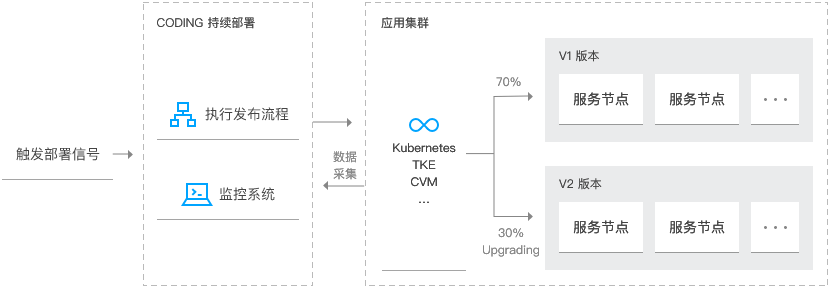 触发部署信号
CODING 持续部署
执行发布流程
监控系统
数据
采集
应用集群
Kubernetes
TKE
CVM
...
70%
30%
Upgrading
V1 版本
服务节点
服务节点
...
V2 版本
服务节点
服务节点
...